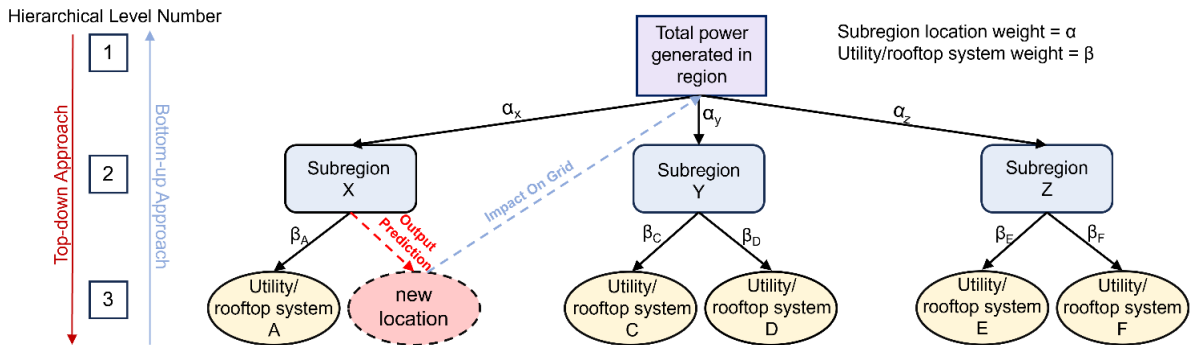 Hierarchical Level Number
1
2
3
Top-down Approach
Bottom-up Approach
Total power
generated in
region
Subregion location weight = α
Utility/rooftop system weight = β
αx
αy
αz
Subregion
X
Subregion
Y
Subregion
Z
Impact On Grid
Output
Prediction
βA
βC
βD
βE
βF
Utility/
rooftop system
A
new
location
Utility/
rooftop system
C
Utility/
rooftop system
D
Utility/
rooftop system
E
Utility/
rooftop system
F